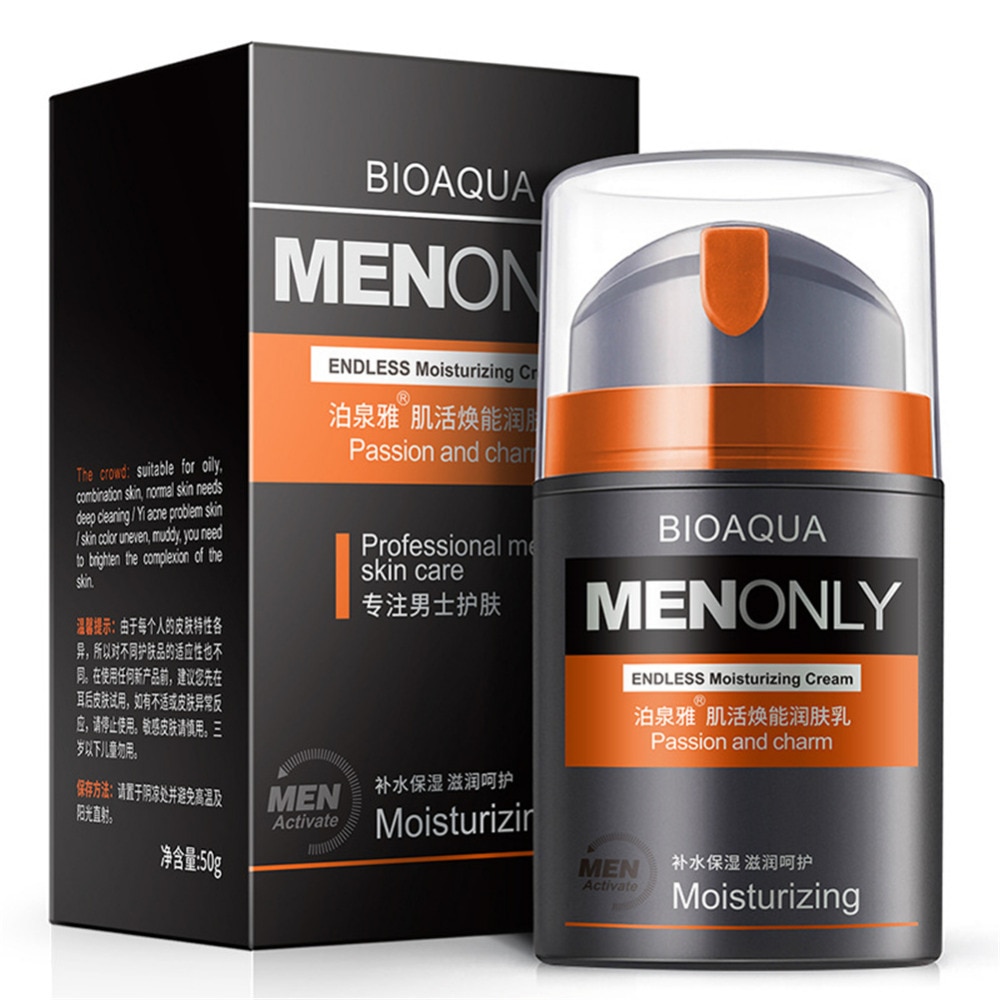 BIOAQUA
MENON
ENDLESS Moisturizing Cr
泊泉雅® 肌活焕能润肤
Passion and char
Professional me
skin care
专注男士护肤
MEN
Activate
补水保湿 滋润呵护
Moisturizin
The crowd: suitable for oily,
combination skin, normal skin needs
deep cleaning / Yi acne problem skin
/ skin color uneven, muddy, you need
to brighten the complexion of the
skin.
温馨提示：由于每个人的皮肤特性各
异，所以对不同护肤品的适应性也不
同。在使用任何新产品前，建议您先在
耳后皮肤试用，如有不适或皮肤异常反
应，请停止使用。敏感皮肤请慎用。三
岁以下儿童勿用。
保存方法：请置于阴凉处并避免高温及
阳光直射。
净含量:50g
BIOAQUA
MENONLY
ENDLESS Moisturizing Cream
泊泉雅® 肌活焕能润肤乳
Passion and charm
MEN
Activate
补水保湿 滋润呵护
Moisturizing